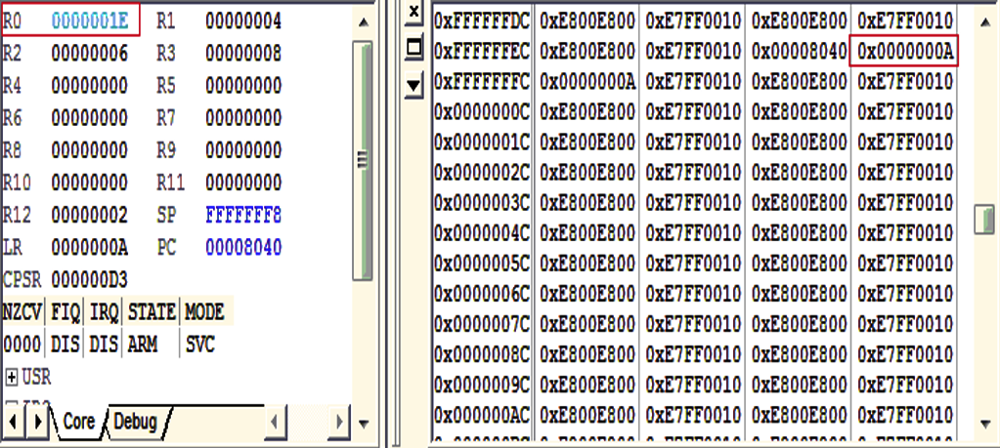 R0 0000001E R1 00000004
R2 00000006 R3 00000008
R4 00000000 R5 00000000
R6 00000000 R7 00000000
R8 00000000 R9 00000000
R10 00000000 R11 00000000
R12 00000002 SP FFFFFFF8
LR 0000000A PC 00008040
CPSR 000000D3
NZCV FIQ IRQ STATE MODE
0000 DIS DIS ARM SVC
USR
Core Debug
0xFFFFFFDC 0xE800E800 0xE7FF0010 0xE800E800 0xE7FF0010
0xFFFFFFEC 0xE800E800 0xE7FF0010 0x00008040 0x0000000A
0xFFFFFFFC 0x0000000A 0xE7FF0010 0xE800E800 0xE7FF0010
0x0000000C 0xE800E800 0xE7FF0010 0xE800E800 0xE7FF0010
0x0000001C 0xE800E800 0xE7FF0010 0xE800E800 0xE7FF0010
0x0000002C 0xE800E800 0xE7FF0010 0xE800E800 0xE7FF0010
0x0000003C 0xE800E800 0xE7FF0010 0xE800E800 0xE7FF0010
0x0000004C 0xE800E800 0xE7FF0010 0xE800E800 0xE7FF0010
0x0000005C 0xE800E800 0xE7FF0010 0xE800E800 0xE7FF0010
0x0000006C 0xE800E800 0xE7FF0010 0xE800E800 0xE7FF0010
0x0000007C 0xE800E800 0xE7FF0010 0xE800E800 0xE7FF0010
0x0000008C 0xE800E800 0xE7FF0010 0xE800E800 0xE7FF0010
0x0000009C 0xE800E800 0xE7FF0010 0xE800E800 0xE7FF0010
0x000000AC 0xE800E800 0xE7FF0010 0xE800E800 0xE7FF0010